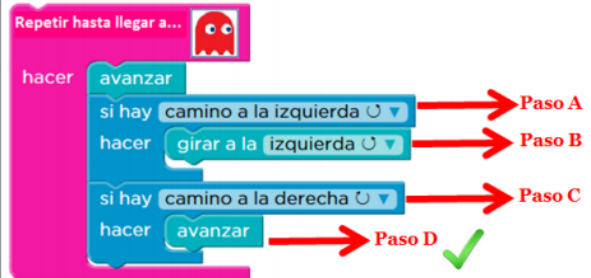 Repetir hasta llegar a...
hacer avanzar
si hay camino a la izquierda ↺ ▼ Paso A
hacer girar a la izquierda ↺ ▼ Paso B
si hay camino a la derecha ↺ ▼ Paso C
hacer avanzar Paso D